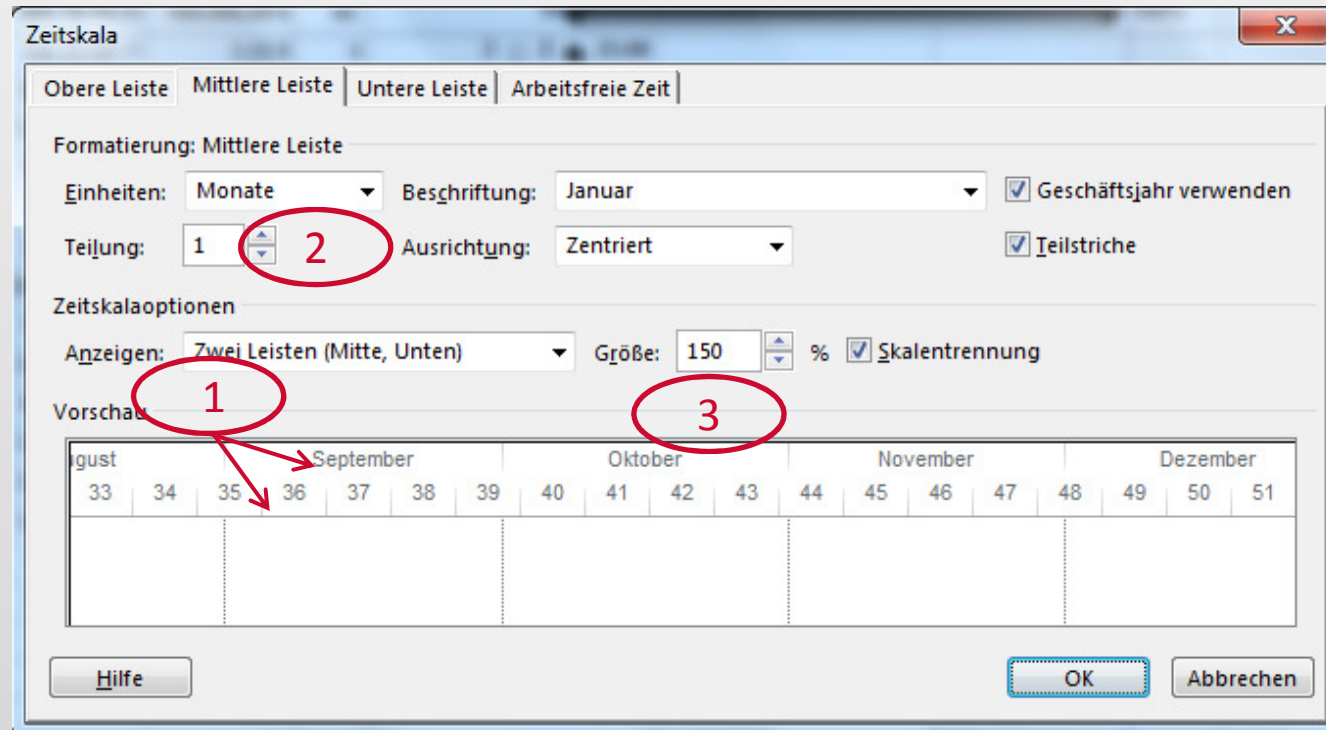 Zeitskala
Obere Leiste Mittlere Leiste Untere Leiste Arbeitsfreie Zeit
Formatierung: Mittlere Leiste
Einheiten: Monate Beschriftung: Januar Geschäftsjahr verwenden
Teilung: 1 2 Ausrichtung: Zentriert Teilstriche
Zeitskalaoptionen
Anzeigen: Zwei Leisten (Mitte, Unten) Größe: 150 % Skalentrennung
1 3
Vorschau
igust September Oktober November Dezember
33 34 35 36 37 38 39 40 41 42 43 44 45 46 47 48 49 50 51
Hilfe OK Abbrechen